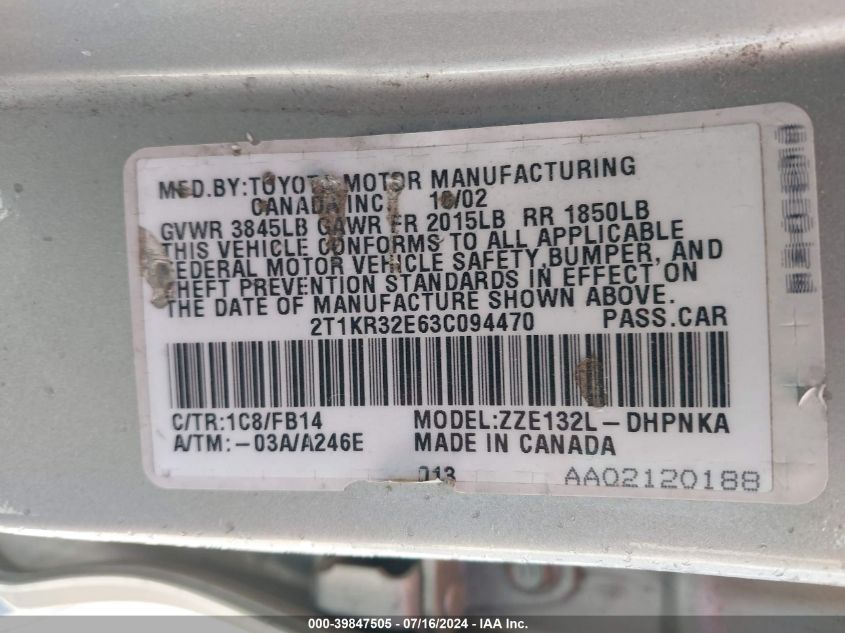 MFD.BY:TOYOTA MOTOR MANUFACTURING
CANADA INC. 10/02
GVWR 3845LB GAWR FR 2015LB RR 1850LB
THIS VEHICLE CONFORMS TO ALL APPLICABLE
FEDERAL MOTOR VEHICLE SAFETY,BUMPER, AND
THEFT PREVENTION STANDARDS IN EFFECT ON
THE DATE OF MANUFACTURE SHOWN ABOVE.
2T1KR32E63C094470 PASS.CAR
C/TR:1C8/FB14 MODEL:ZZE132L-DHPNKA
A/TM:-03A/A246E MADE IN CANADA
013 AA02120188
000-39847505 - 07/16/2024 - IAA Inc.